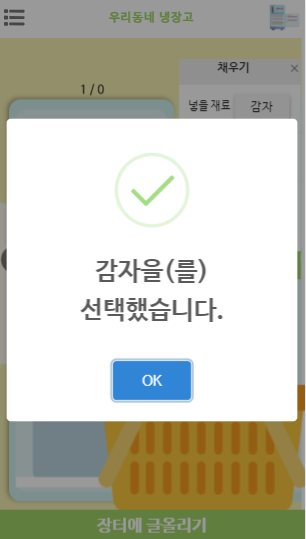 우리동네 냉장고
채우기 ×
1 / 0
넣을 재료 감자
감자을(를)
선택했습니다.
OK
장터에 글올리기